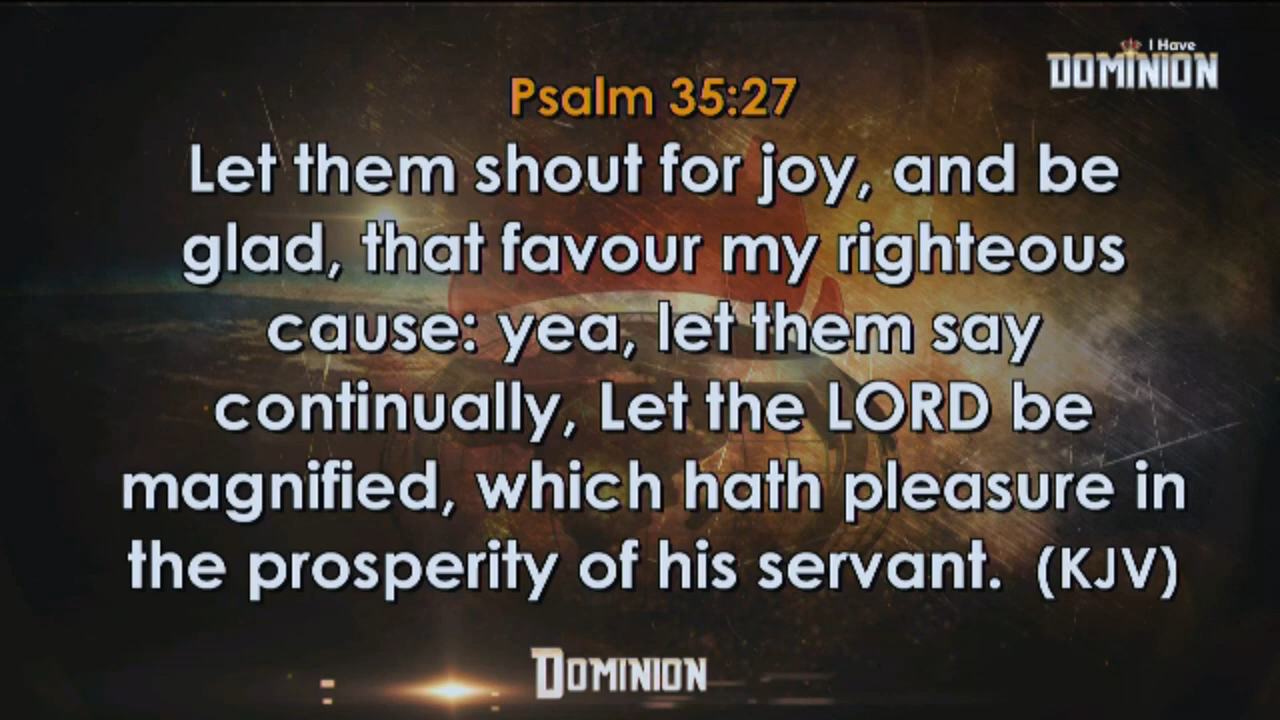 I Have
DOMINION
Psalm 35:27
Let them shout for joy, and be
glad, that favour my righteous
cause: yea, let them say
continually, Let the LORD be
magnified, which hath pleasure in
the prosperity of his servant. (KJV)
DOMINION